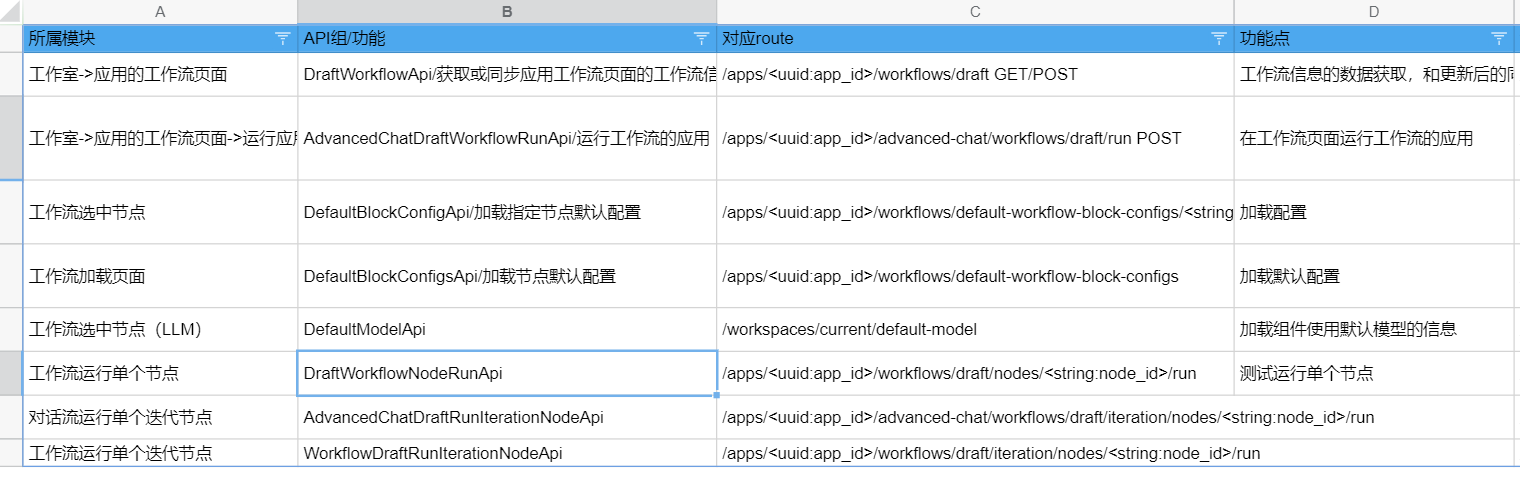 A B C D
所属模块 API组/功能 对应route 功能点
工作室->应用的工作流页面 DraftWorkflowApi/获取或同步应用工作流页面的工作流信 /apps/<uuid:app_id>/workflows/draft GET/POST 工作流信息的数据获取，和更新后的同
工作室->应用的工作流页面->运行应用 AdvancedChatDraftWorkflowRunApi/运行工作流的应用 /apps/<uuid:app_id>/advanced-chat/workflows/draft/run POST 在工作流页面运行工作流的应用
工作流选中节点 DefaultBlockConfigApi/加载指定节点默认配置 /apps/<uuid:app_id>/workflows/default-workflow-block-configs/<string 加载配置
工作流加载页面 DefaultBlockConfigsApi/加载节点默认配置 /apps/<uuid:app_id>/workflows/default-workflow-block-configs 加载默认配置
工作流选中节点（LLM） DefaultModelApi /workspaces/current/default-model 加载组件使用默认模型的信息
工作流运行单个节点 DraftWorkflowNodeRunApi /apps/<uuid:app_id>/workflows/draft/nodes/<string:node_id>/run 测试运行单个节点
对话流运行单个迭代节点 AdvancedChatDraftRunIterationNodeApi /apps/<uuid:app_id>/advanced-chat/workflows/draft/iteration/nodes/<string:node_id>/run
工作流运行单个迭代节点 WorkflowDraftRunIterationNodeApi /apps/<uuid:app_id>/workflows/draft/iteration/nodes/<string:node_id>/run